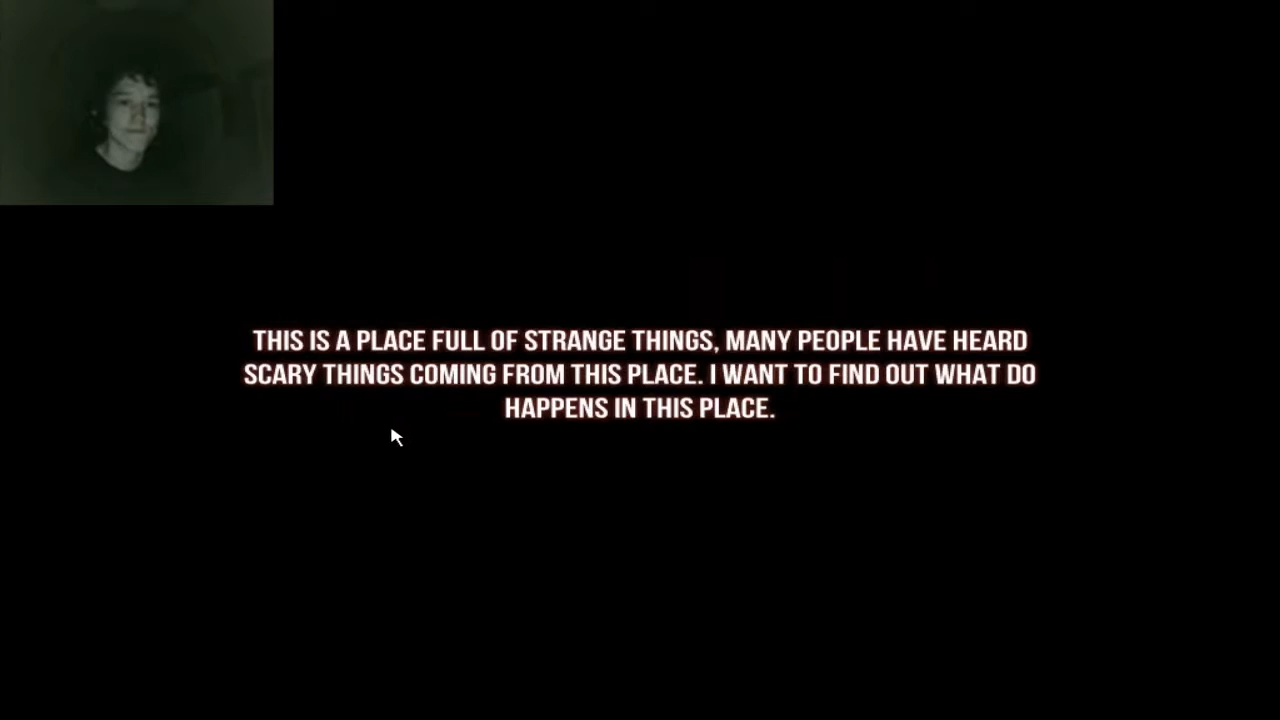 THIS IS A PLACE FULL OF STRANGE THINGS, MANY PEOPLE HAVE HEARD
SCARY THINGS COMING FROM THIS PLACE. I WANT TO FIND OUT WHAT DO
HAPPENS IN THIS PLACE.